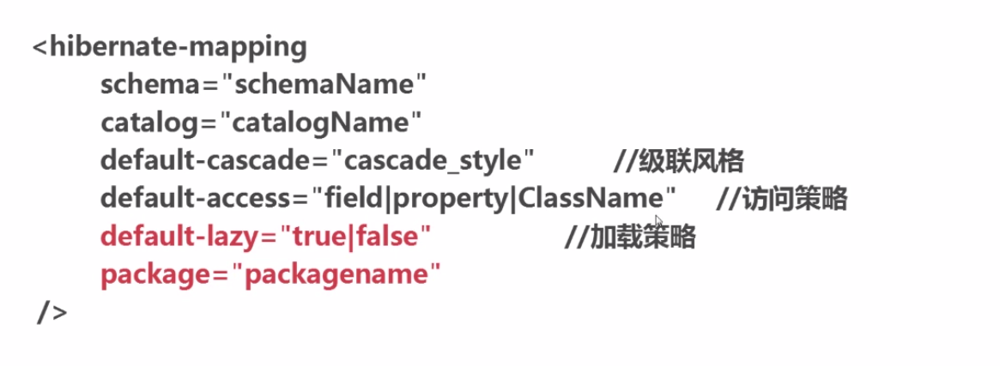 <hibernate-mapping
schema="schemaName"
catalog="catalogName"
default-cascade="cascade_style" //级联风格
default-access="field|property|ClassName" //访问策略
default-lazy="true|false" //加载策略
package="packagename"
/>